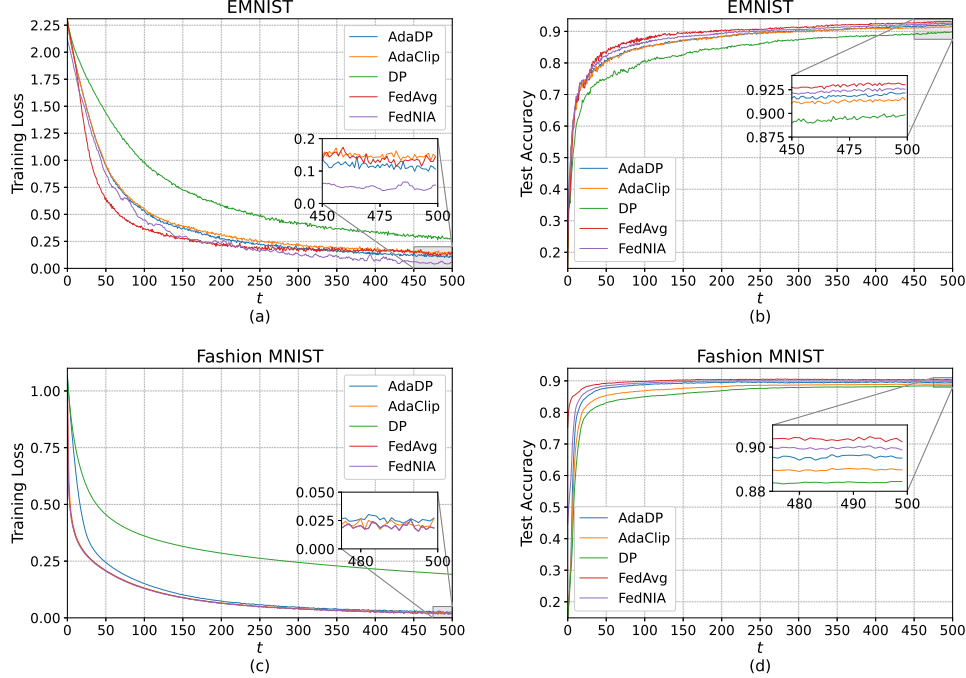 EMNIST
Training Loss
2.25
2.00
1.75
1.50
1.25
1.00
0.75
0.50
0.25
0.00
0 50 100 150 200 250 300 350 400 450 500
t
(a)
AdaDP
AdaClip
DP
FedAvg
FedNIA
0.2
0.1
0.0
450 475 500
EMNIST
Test Accuracy
0.9
0.8
0.7
0.6
0.5
0.4
0.3
0.2
0 50 100 150 200 250 300 350 400 450 500
t
(b)
0.925
0.900
0.875
450 475 500
AdaDP
AdaClip
DP
FedAvg
FedNIA
Fashion MNIST
Training Loss
1.00
0.75
0.50
0.25
0.00
0 50 100 150 200 250 300 350 400 450 500
t
(c)
AdaDP
AdaClip
DP
FedAvg
FedNIA
0.050
0.025
0.000
480 500
Fashion MNIST
Test Accuracy
0.9
0.8
0.7
0.6
0.5
0.4
0.3
0.2
0 50 100 150 200 250 300 350 400 450 500
t
(d)
0.90
0.88
480 490 500
AdaDP
AdaClip
DP
FedAvg
FedNIA